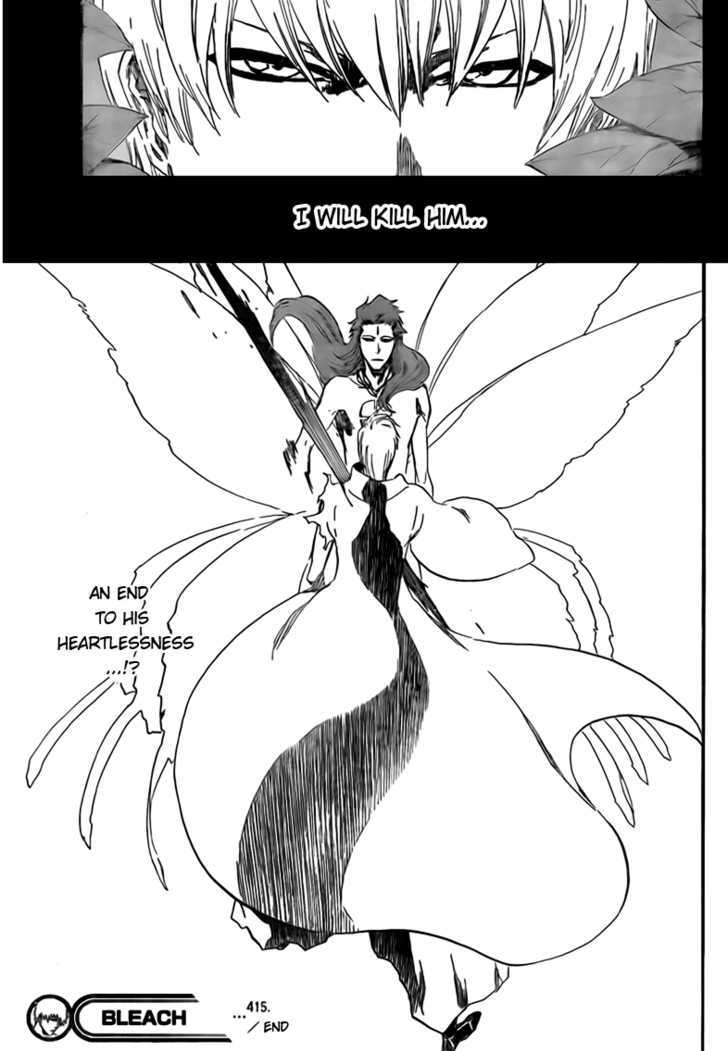 I WILL KILL HIM...
AN END
TO HIS
HEARTLESSNESS
....!?
BLEACH
...415.
/ END